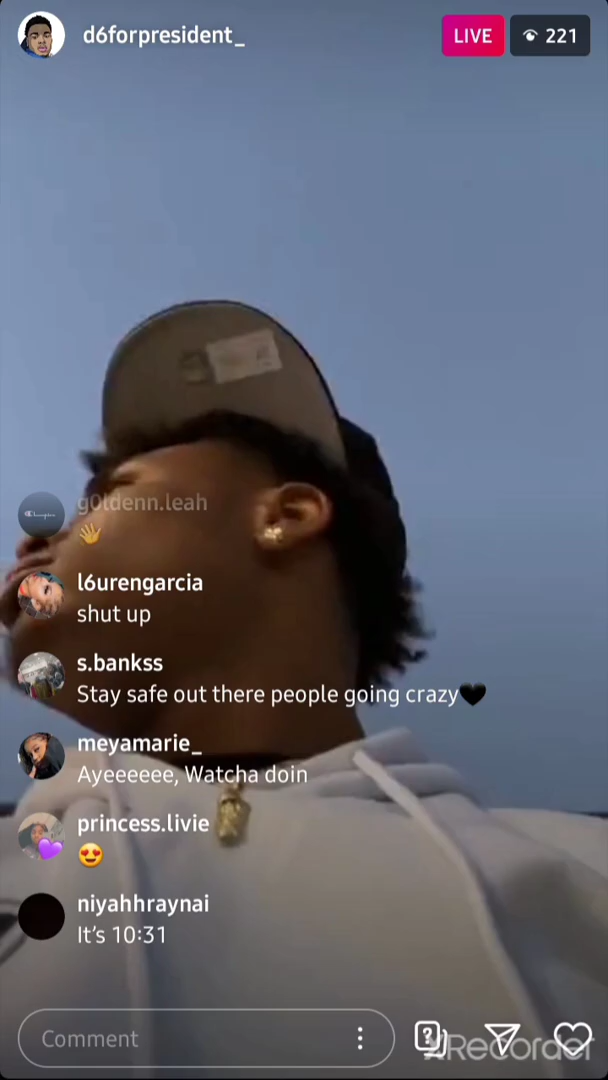 d6forpresident_
LIVE
221
g0ldenn.leah
👋
l6urengarcia
shut up
s.bankss
Stay safe out there people going crazy🖤
meyamarie_
Ayeeeeee, Watcha doin
princess.livie
😍
niyahhraynai
It’s 10:31
Comment
XRecorder